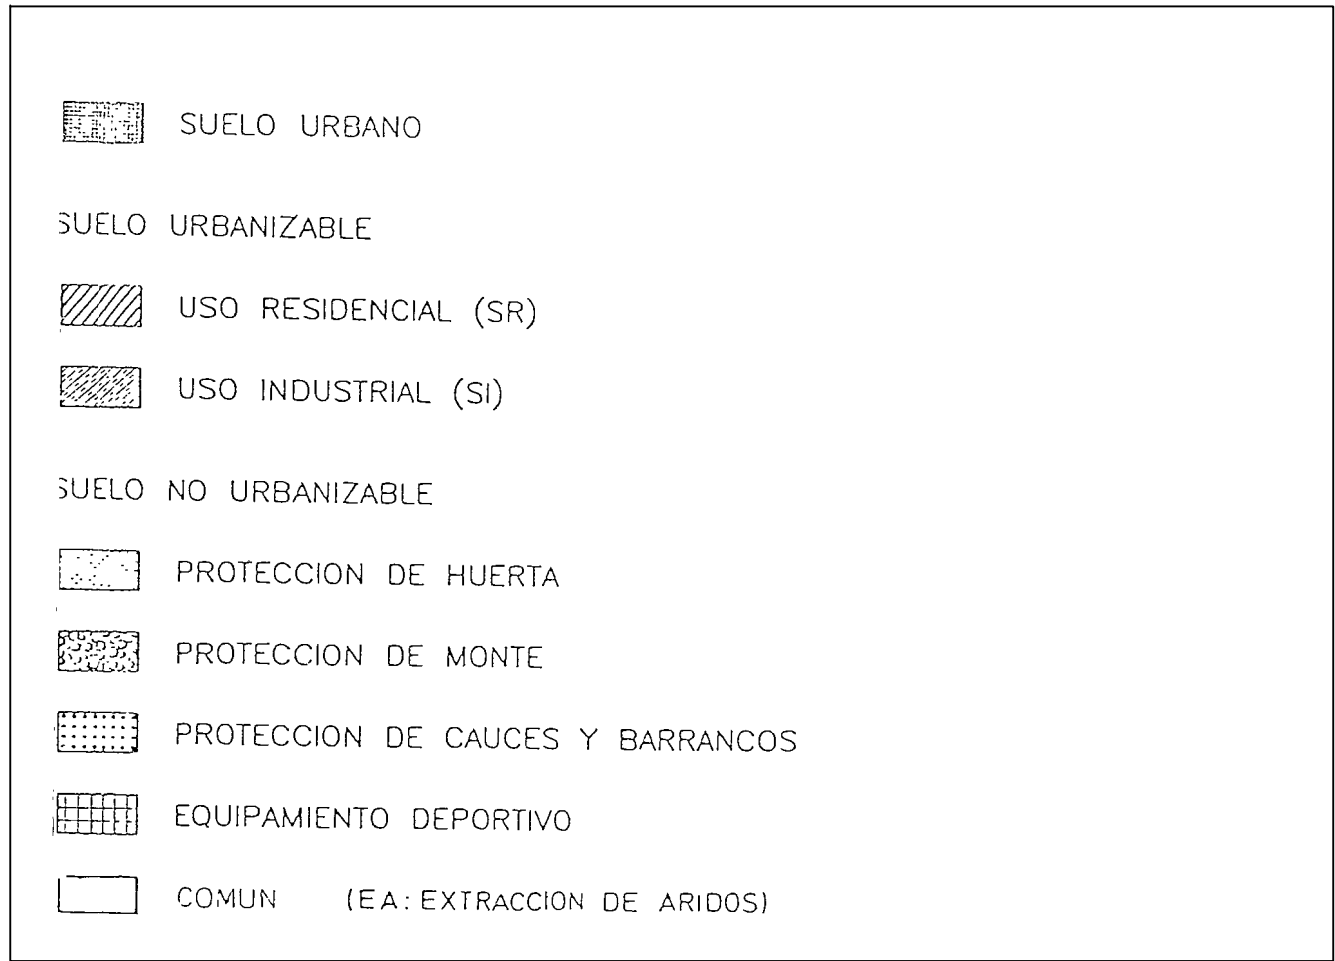 SUELO URBANO
SUELO URBANIZABLE
USO RESIDENCIAL (SR)
USO INDUSTRIAL (SI)
SUELO NO URBANIZABLE
PROTECCION DE HUERTA
PROTECCION DE MONTE
PROTECCION DE CAUCES Y BARRANCOS
EQUIPAMIENTO DEPORTIVO
COMUN (EA: EXTRACCION DE ARIDOS)